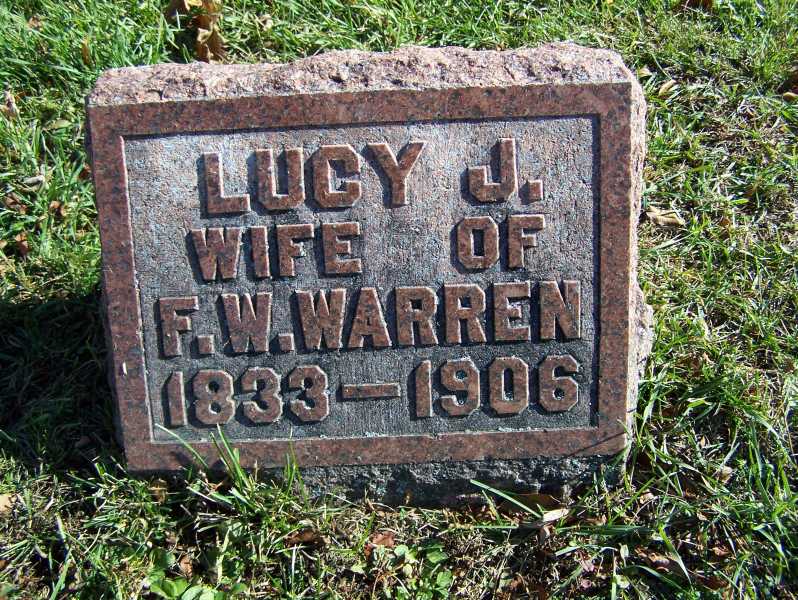 LUCY J.
WIFE OF
F.W.WARREN
1833—1906